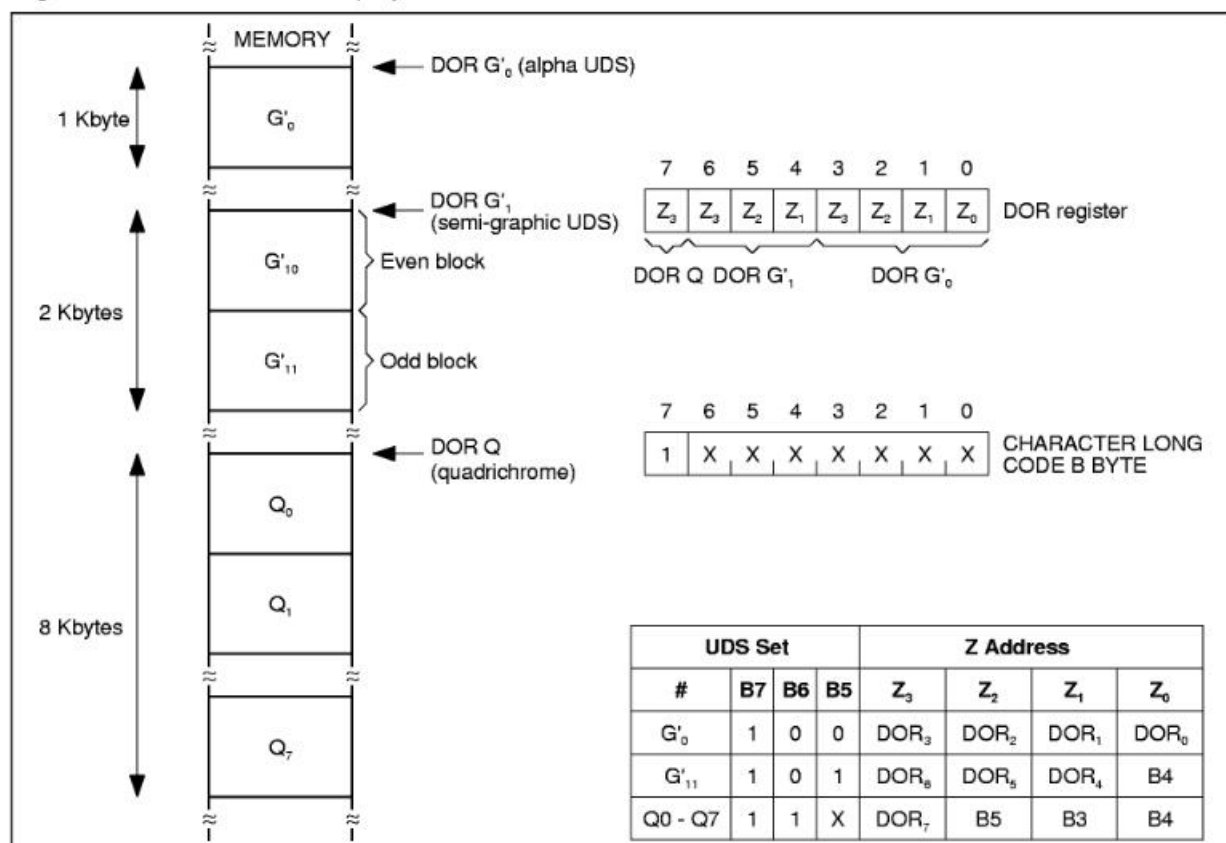 MEMORY
DOR G'₀ (alpha UDS)
1 Kbyte
G'₀
DOR G'₁
(semi-graphic UDS)
2 Kbytes
G'₁₀
Even block
G'₁₁
Odd block
DOR Q
(quadrichrome)
8 Kbytes
Q₀
Q₁
Q₇
7 6 5 4 3 2 1 0
Z₃ Z₃ Z₂ Z₁ Z₃ Z₂ Z₁ Z₀ DOR register
DOR Q DOR G'₁ DOR G'₀
7 6 5 4 3 2 1 0
1 X X X X X X X
CHARACTER LONG
CODE B BYTE
UDS Set Z Address
# B7 B6 B5 Z₃ Z₂ Z₁ Z₀
G'₀ 1 0 0 DOR₃ DOR₂ DOR₁ DOR₀
G'₁₁ 1 0 1 DOR₆ DOR₅ DOR₄ B4
Q0 - Q7 1 1 X DOR₇ B5 B3 B4